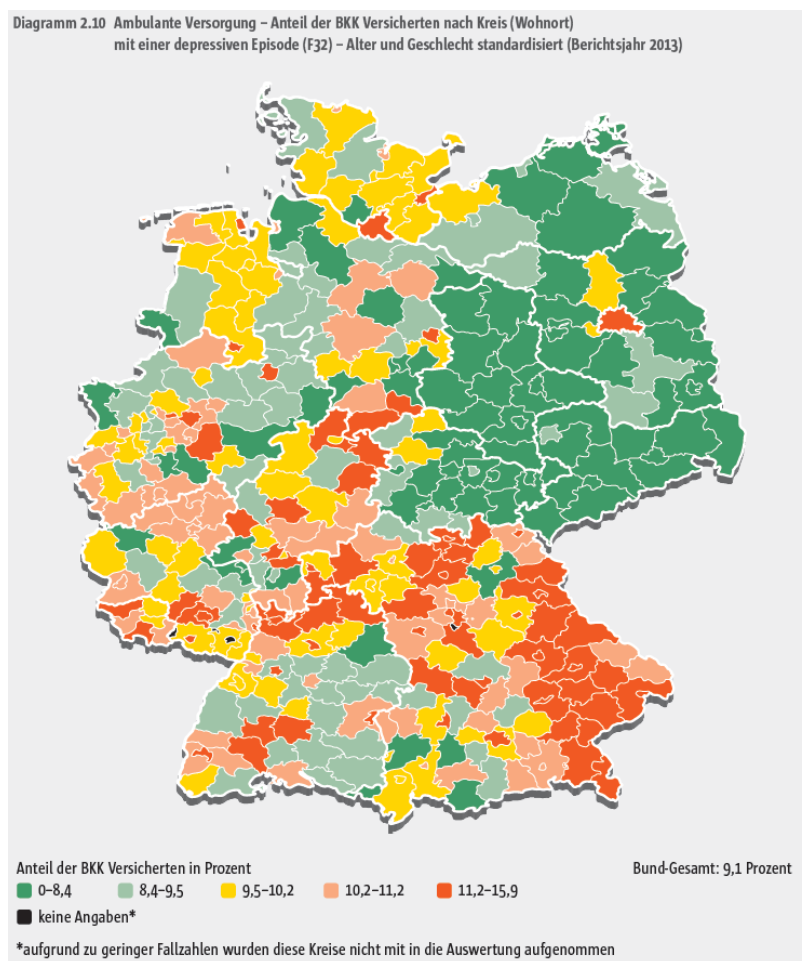 Diagramm 2.10 Ambulante Versorgung – Anteil der BKK Versicherten nach Kreis (Wohnort)
mit einer depressiven Episode (F32) – Alter und Geschlecht standardisiert (Berichtsjahr 2013)
Anteil der BKK Versicherten in Prozent
Bund-Gesamt: 9,1 Prozent
0–8,4
8,4–9,5
9,5–10,2
10,2–11,2
11,2–15,9
keine Angaben*
*aufgrund zu geringer Fallzahlen wurden diese Kreise nicht mit in die Auswertung aufgenommen